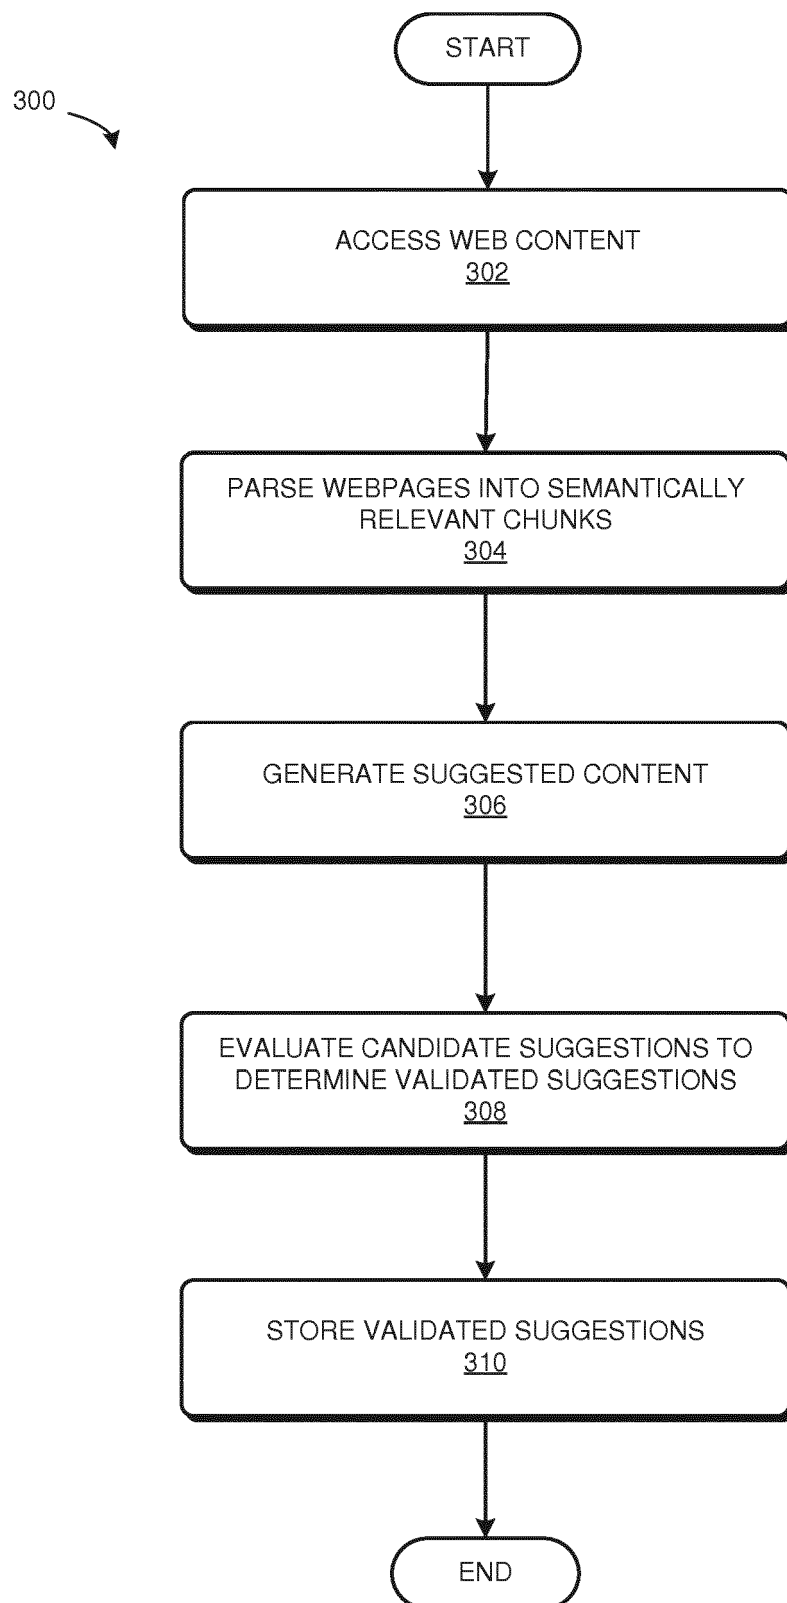 START
300
ACCESS WEB CONTENT
302
PARSE WEBPAGES INTO SEMANTICALLY
RELEVANT CHUNKS
304
GENERATE SUGGESTED CONTENT
306
EVALUATE CANDIDATE SUGGESTIONS TO
DETERMINE VALIDATED SUGGESTIONS
308
STORE VALIDATED SUGGESTIONS
310
END